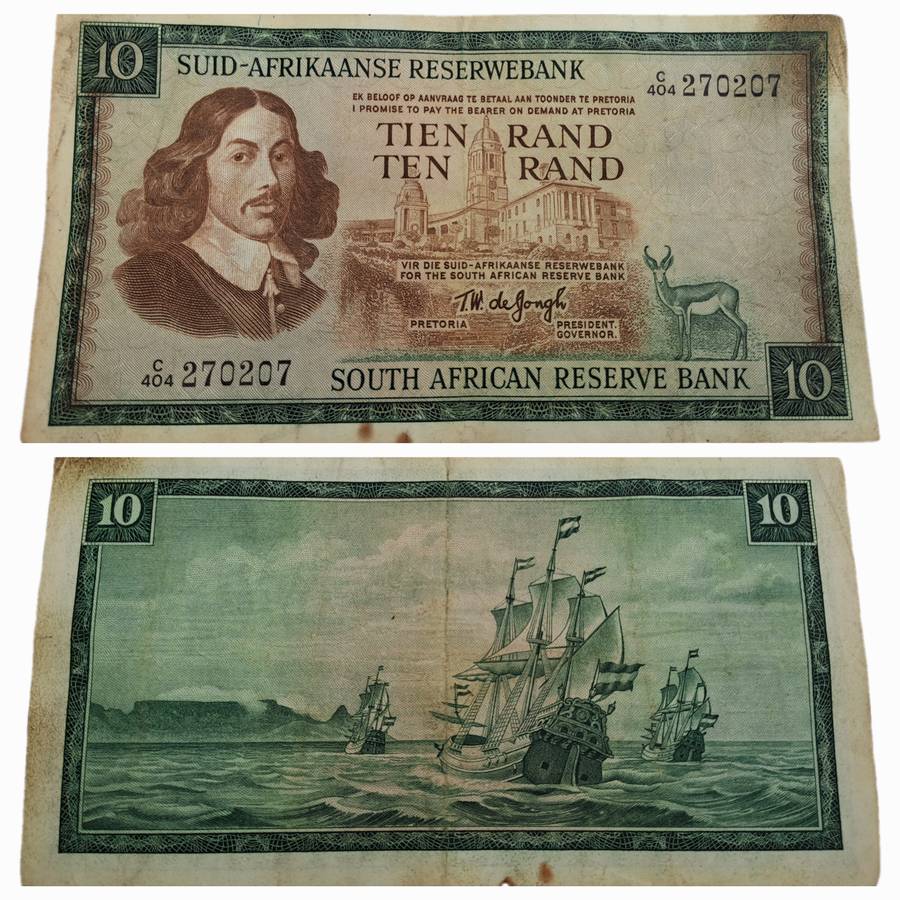 10
SUID-AFRIKAANSE RESERWEBANK
C
404 270207
EK BELOOF OP AANVRAAG TE BETAAL AAN TOONDER TE PRETORIA
I PROMISE TO PAY THE BEARER ON DEMAND AT PRETORIA
TIEN RAND
TEN RAND
VIR DIE SUID-AFRIKAANSE RESERWEBANK
FOR THE SOUTH AFRICAN RESERVE BANK
T.W. de Jongh
PRETORIA PRESIDENT.
GOVERNOR.
C
404 270207
SOUTH AFRICAN RESERVE BANK
10
10 10